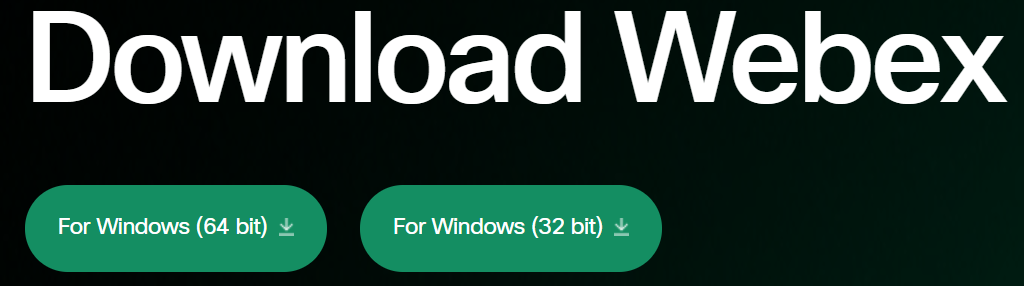 Download Webex
For Windows (64 bit)
For Windows (32 bit)